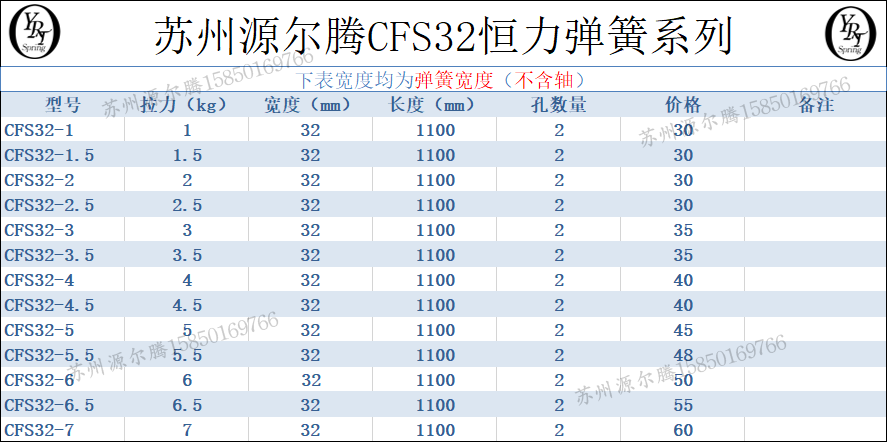 YRT Spring 苏州源尔腾CFS32恒力弹簧系列 YRT Spring
下表宽度均为弹簧宽度（不含轴）
型号 拉力（kg） 宽度（mm） 长度（mm） 孔数量 价格 备注
CFS32-1 1 32 1100 2 30
CFS32-1.5 1.5 32 1100 2 30
CFS32-2 2 32 1100 2 30
CFS32-2.5 2.5 32 1100 2 30
CFS32-3 3 32 1100 2 35
CFS32-3.5 3.5 32 1100 2 35
CFS32-4 4 32 1100 2 40
CFS32-4.5 4.5 32 1100 2 40
CFS32-5 5 32 1100 2 45
CFS32-5.5 5.5 32 1100 2 48
CFS32-6 6 32 1100 2 50
CFS32-6.5 6.5 32 1100 2 55
CFS32-7 7 32 1100 2 60
苏州源尔腾15850169766
苏州源尔腾15850169766
苏州源尔腾15850169766
苏州源尔腾15850169766